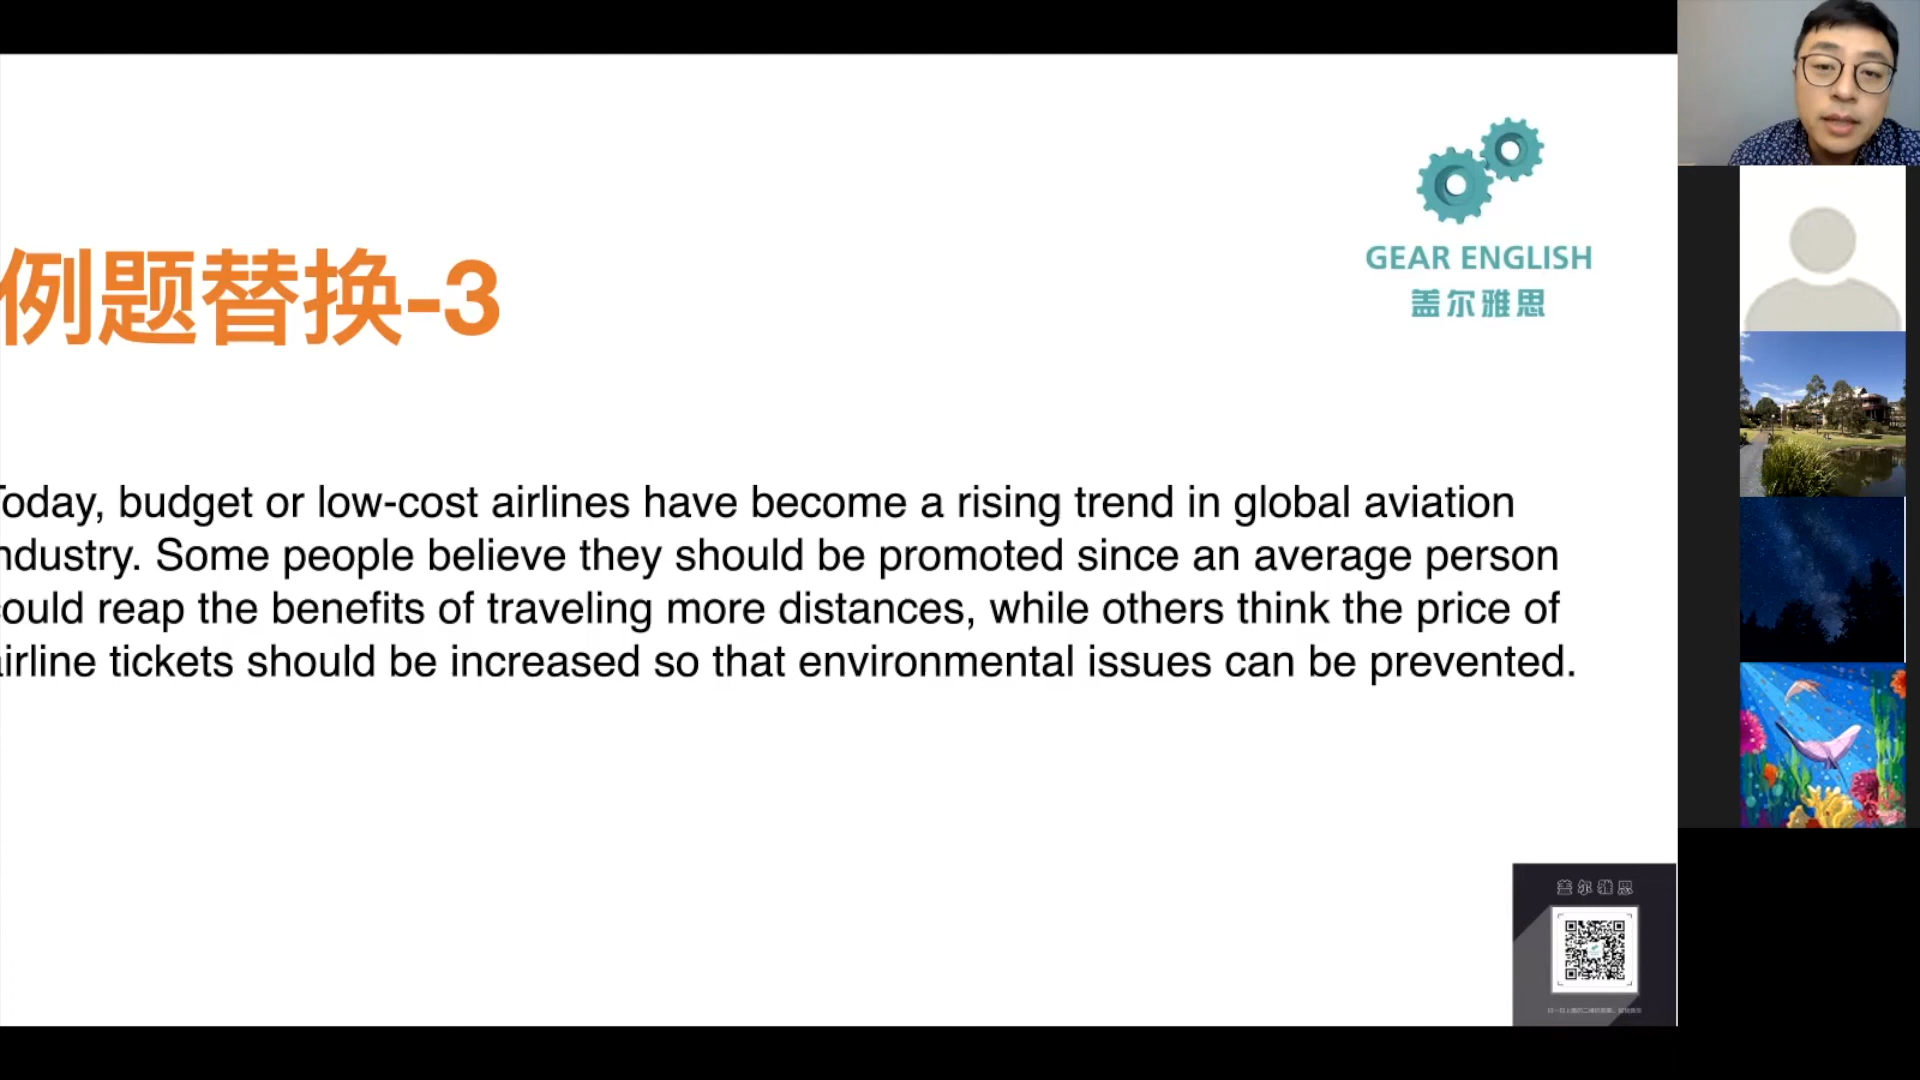 例题替换-3
GEAR ENGLISH
盖尔雅思
Today, budget or low-cost airlines have become a rising trend in global aviation
ndustry. Some people believe they should be promoted since an average person
ould reap the benefits of traveling more distances, while others think the price of
irline tickets should be increased so that environmental issues can be prevented.
盖尔雅思